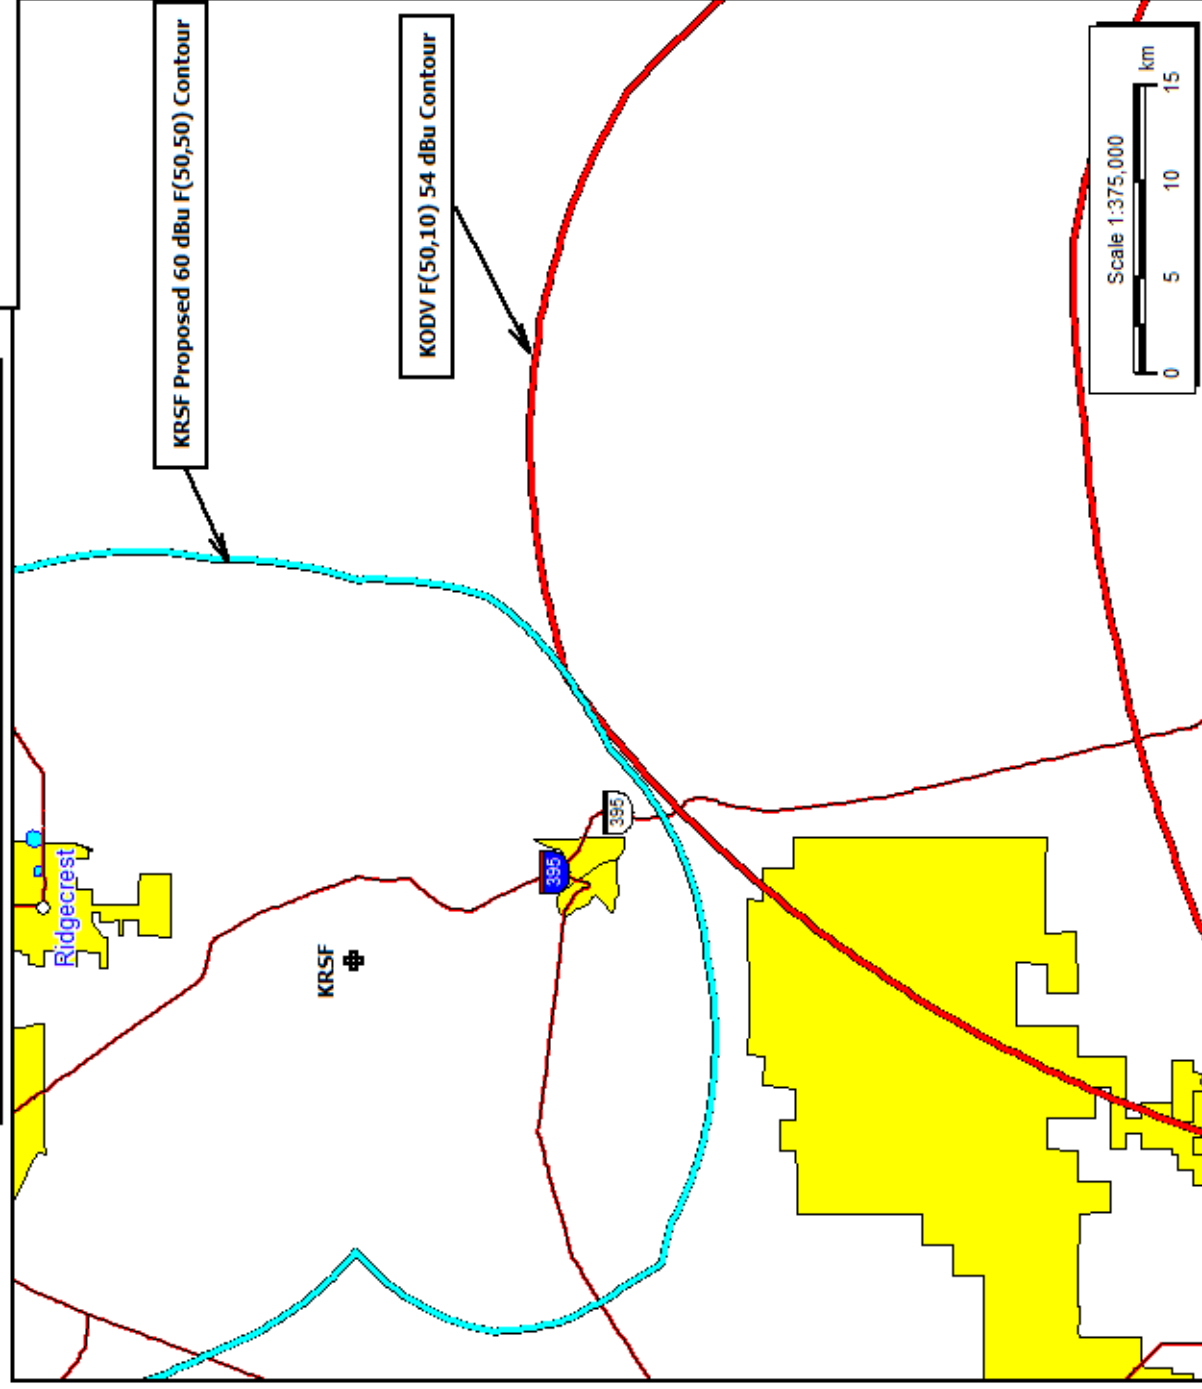 KRSF Proposed 60 dBu F(50,50) Contour
KODV F(50,10) 54 dBu Contour
Ridgecrest
KRSF
395
395
Scale 1:375,000
km
0 5 10 15